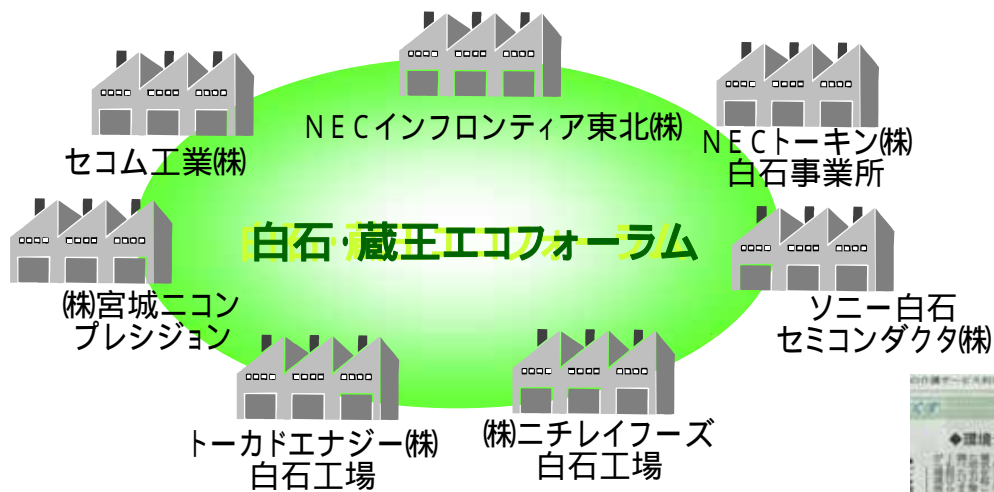 NECインフロンティア東北㈱
セコム工業㈱
NECトーキン㈱
白石事業所
白石・蔵王エコフォーラム
㈱宮城ニコン
プレシジョン
ソニー白石
セミコンダクタ㈱
トーカドエナジー㈱
白石工場
㈱ニチレイフーズ
白石工場
◆環境